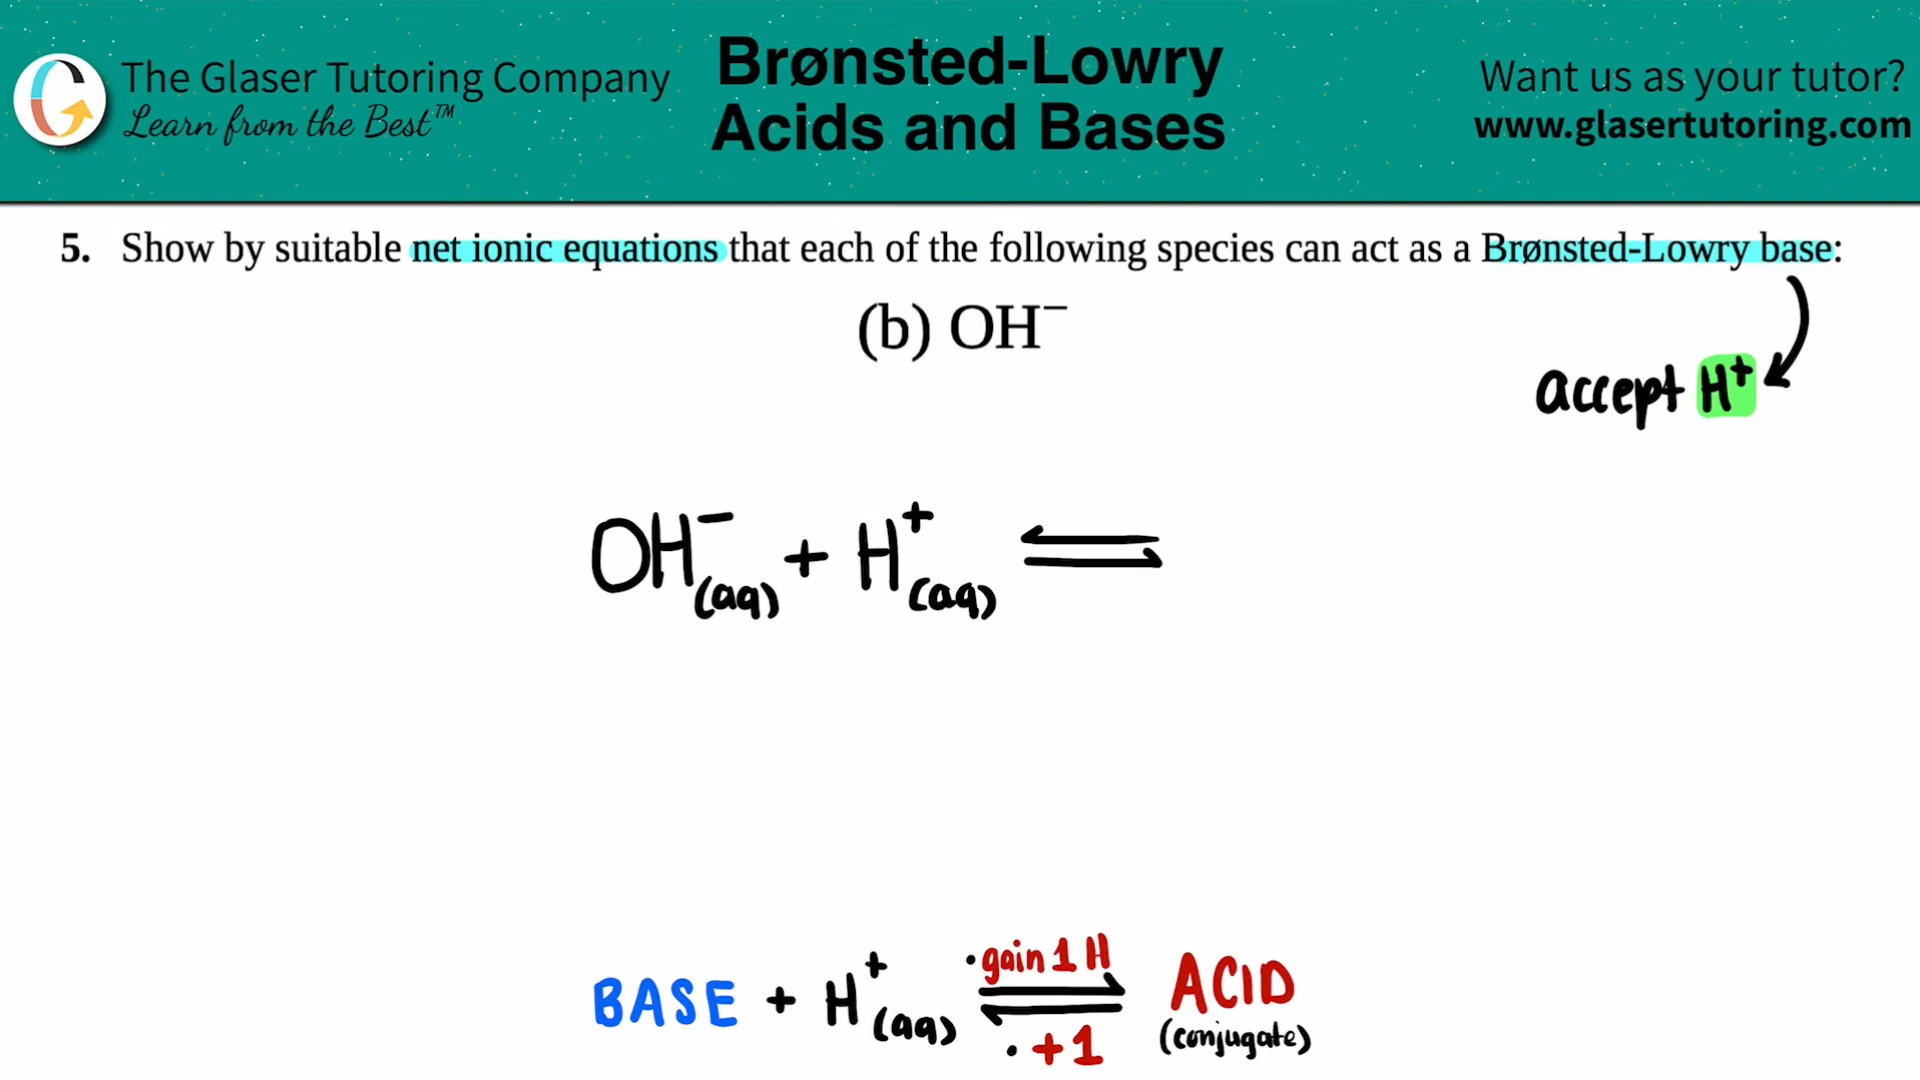 The Glaser Tutoring Company
Learn from the Best™
Brønsted-Lowry
Acids and Bases
Want us as your tutor?
www.glasertutoring.com
5. Show by suitable net ionic equations that each of the following species can act as a Brønsted-Lowry base:
(b) OH⁻
accept H⁺
OH⁻(aq) + H⁺(aq) ⇌
BASE + H⁺(aq) ⇌ ACID
• gain 1 H
• +1
(conjugate)